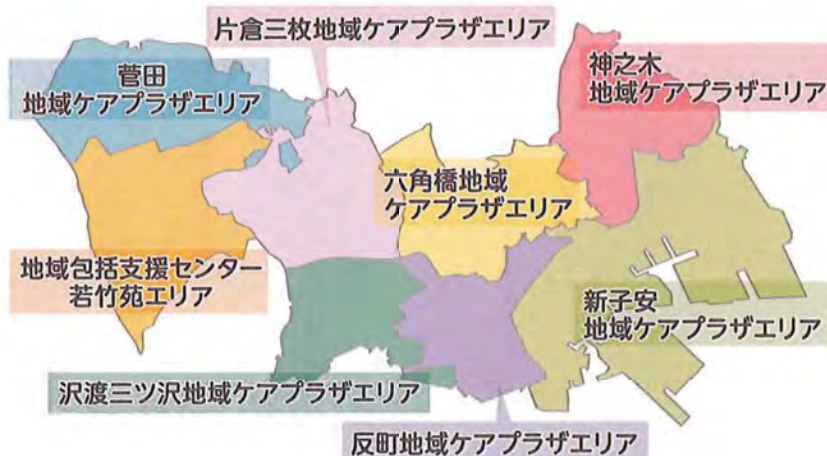 片倉三枚地域ケアプラザエリア
菅田
地域ケアプラザエリア
神之木
地域ケアプラザエリア
六角橋地域
ケアプラザエリア
地域包括支援センター
若竹苑エリア
新子安
地域ケアプラザエリア
沢渡三ツ沢地域ケアプラザエリア
反町地域ケアプラザエリア